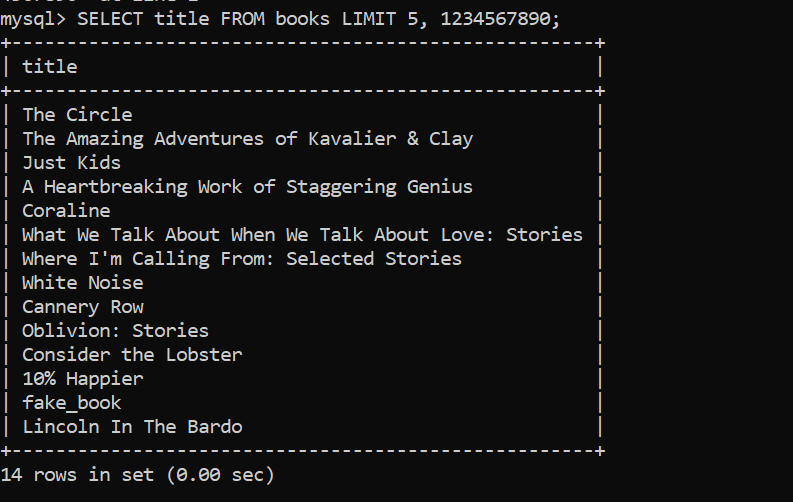 mysql> SELECT title FROM books LIMIT 5, 1234567890;
+-----------------------------------------------------+
| title                                               |
+-----------------------------------------------------+
| The Circle                                          |
| The Amazing Adventures of Kavalier & Clay           |
| Just Kids                                           |
| A Heartbreaking Work of Staggering Genius           |
| Coraline                                            |
| What We Talk About When We Talk About Love: Stories |
| Where I'm Calling From: Selected Stories            |
| White Noise                                         |
| Cannery Row                                         |
| Oblivion: Stories                                   |
| Consider the Lobster                                |
| 10% Happier                                         |
| fake_book                                           |
| Lincoln In The Bardo                                |
+-----------------------------------------------------+
14 rows in set (0.00 sec)